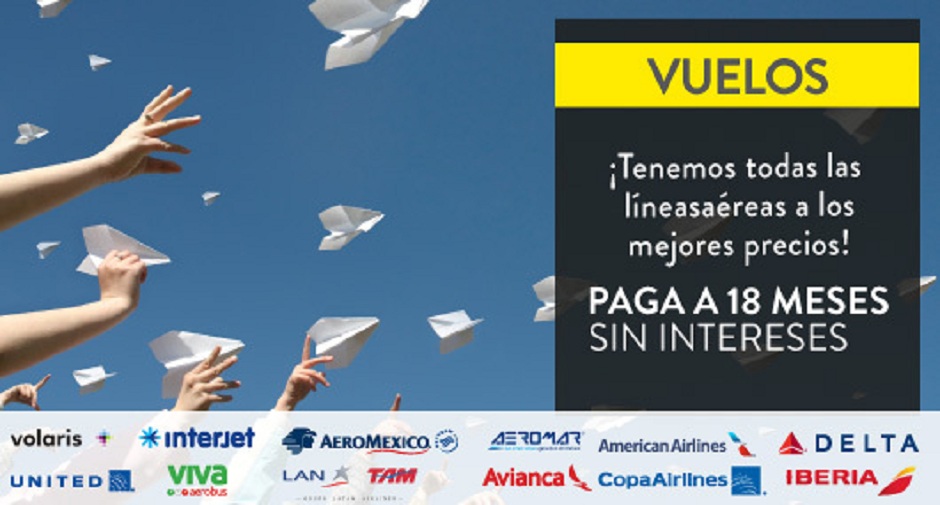 VUELOS
¡Tenemos todas las
líneasaéreas a los
mejores precios!
PAGA A 18 MESES
SIN INTERESES
volaris interjet AEROMEXICO. AEROMAR American Airlines DELTA
UNITED viva aerobus LAN TAM Avianca CopaAirlines IBERIA